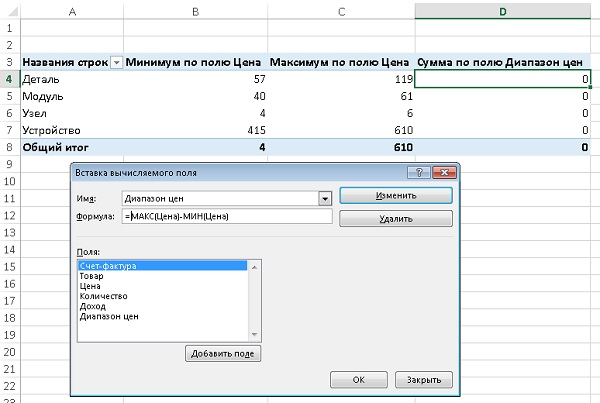 A B C D
1
2
3 Названия строк Минимум по полю Цена Максимум по полю Цена Сумма по полю Диапазон цен
4 Деталь 57 119 0
5 Модуль 40 61 0
6 Узел 4 6 0
7 Устройство 415 610 0
8 Общий итог 4 610 0
9
10 Вставка вычисляемого поля ?
11 Имя: Диапазон цен Изменить
12 Формула: =МАКС(Цена)-МИН(Цена) Удалить
13
14 Поля:
15 Счет-фактура
16 Товар
Цена
17 Количество
18 Доход
Диапазон цен
19
20 Добавить поле
21
22 ОК Закрыть
23